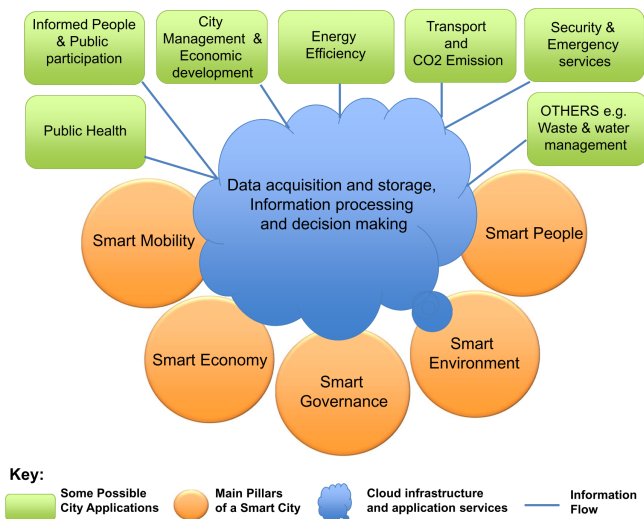 Informed People
& Public
participation
City
Management &
Economic
development
Energy
Efficiency
Transport
and
CO2 Emission
Security &
Emergency
services
Public Health
OTHERS e.g.
Waste & water
management
Data acquisition and storage,
Information processing
and decision making
Smart Mobility
Smart People
Smart Economy
Smart
Governance
Smart
Environment
Key:
Some Possible
City Applications
Main Pillars
of a Smart City
Cloud infrastructure
and application services
Information
Flow